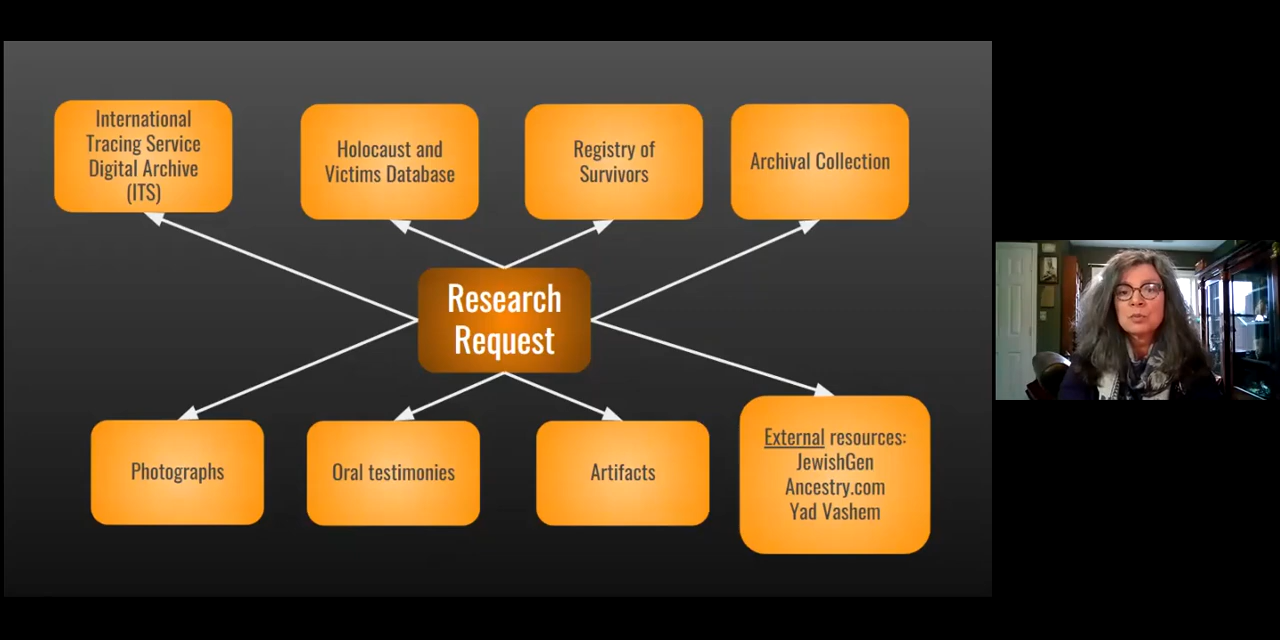 International
Tracing Service
Digital Archive
(ITS)
Holocaust and
Victims Database
Registry of
Survivors
Archival Collection
Research
Request
Photographs
Oral testimonies
Artifacts
External resources:
JewishGen
Ancestry.com
Yad Vashem